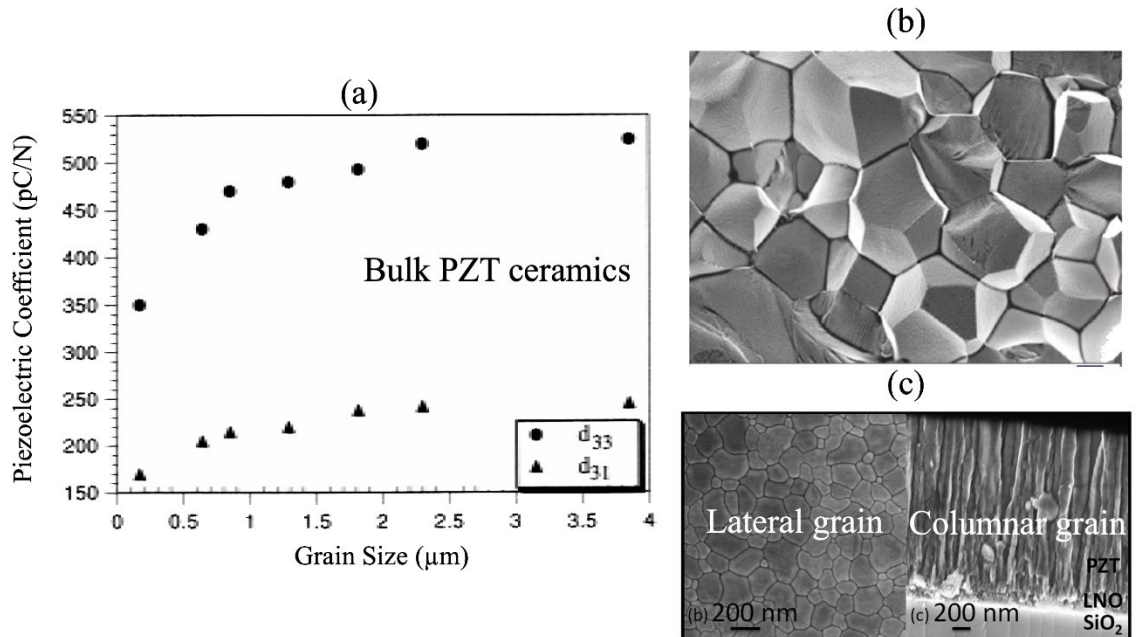 (a)
550
500
450
400
350
300
250
200
150
0 0.5 1 1.5 2 2.5 3 3.5 4
Piezoelectric Coefficient (pC/N)
Grain Size (µm)
Bulk PZT ceramics
d33
d31
(b)
(c)
Lateral grain
(b) 200 nm
Columnar grain
PZT
LNO
SiO2
(c) 200 nm